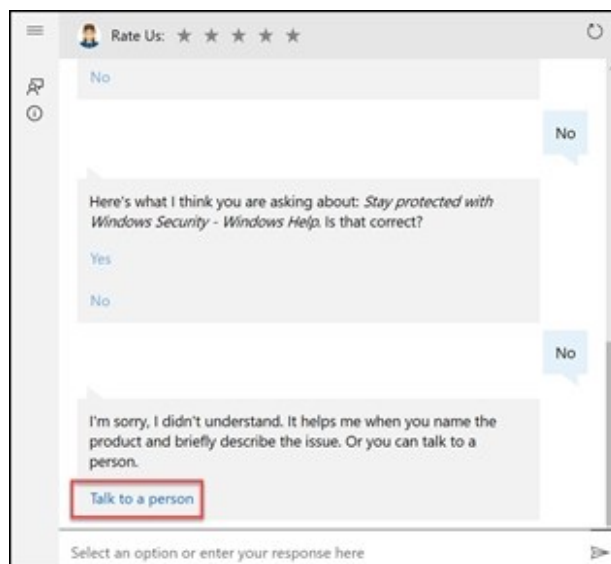 Rate Us:
No
No
Here's what I think you are asking about: Stay protected with
Windows Security - Windows Help. Is that correct?
Yes
No
No
I'm sorry, I didn't understand. It helps me when you name the
product and briefly describe the issue. Or you can talk to a
person.
Talk to a person
Select an option or enter your response here